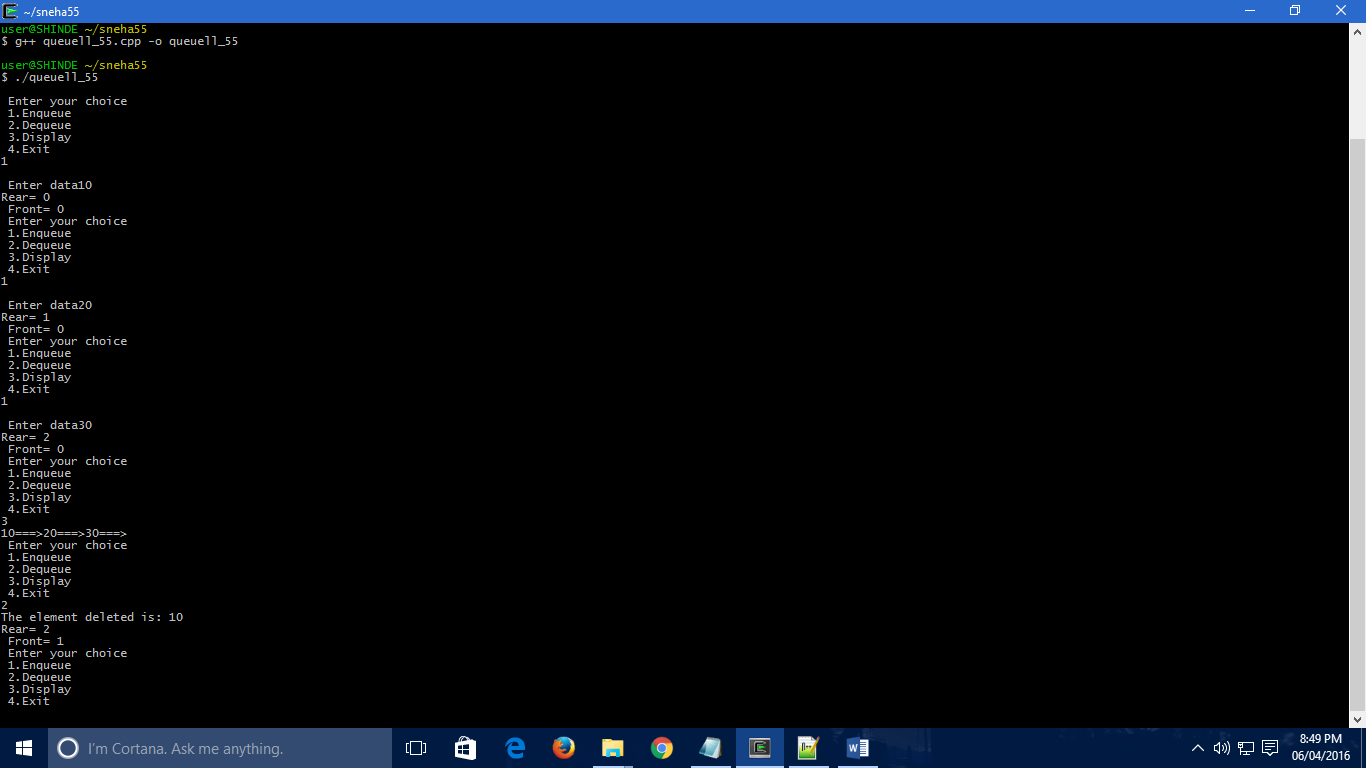 ~/sneha55
user@SHINDE ~/sneha55
$ g++ queuell_55.cpp -o queuell_55
user@SHINDE ~/sneha55
$ ./queuell_55
Enter your choice
1.Enqueue
2.Dequeue
3.Display
4.Exit
1
Enter data10
Rear= 0
Front= 0
Enter your choice
1.Enqueue
2.Dequeue
3.Display
4.Exit
1
Enter data20
Rear= 1
Front= 0
Enter your choice
1.Enqueue
2.Dequeue
3.Display
4.Exit
1
Enter data30
Rear= 2
Front= 0
Enter your choice
1.Enqueue
2.Dequeue
3.Display
4.Exit
3
10===>20===>30===>
Enter your choice
1.Enqueue
2.Dequeue
3.Display
4.Exit
2
The element deleted is: 10
Rear= 2
Front= 1
Enter your choice
1.Enqueue
2.Dequeue
3.Display
4.Exit
I'm Cortana. Ask me anything.
8:49 PM
06/04/2016